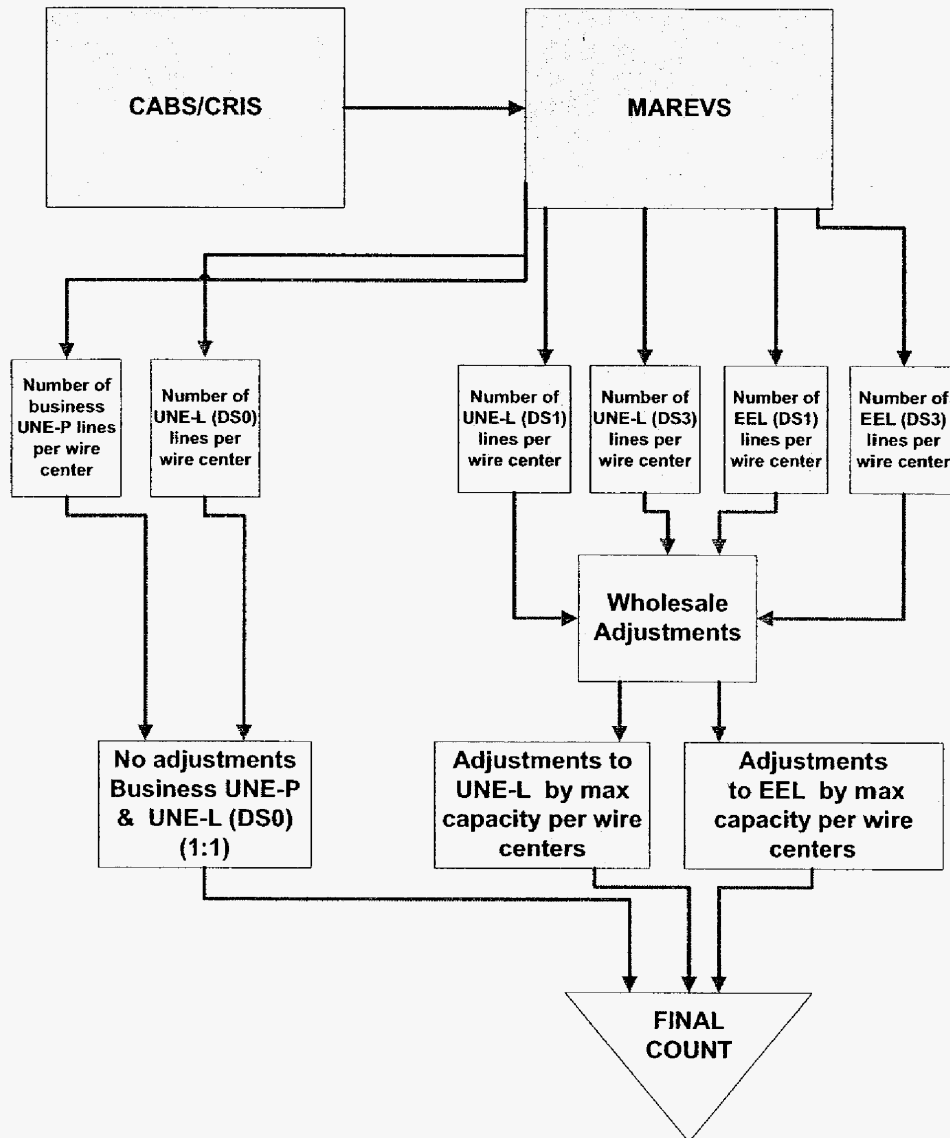 CABS/CRIS
MAREVS
Number of
business
UNE-P lines
per wire
center
Number of
UNE-L (DS0)
lines per
wire center
Number of
UNE-L (DS1)
lines per
wire center
Number of
UNE-L (DS3)
lines per
wire center
Number of
EEL (DS1)
lines per
wire center
Number of
EEL (DS3)
lines per
wire center
Wholesale
Adjustments
No adjustments
Business UNE-P
& UNE-L (DS0)
(1:1)
Adjustments to
UNE-L by max
capacity per wire
centers
Adjustments
to EEL by max
capacity per wire
centers
FINAL
COUNT